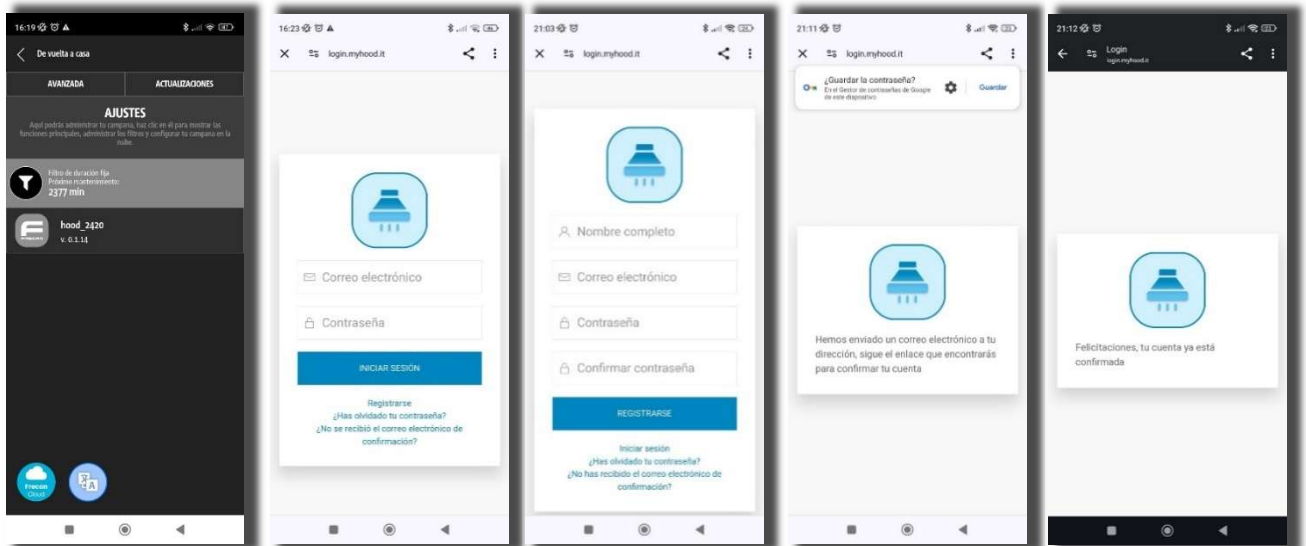 16:19
De vuelta a casa
AVANZADA
ACTUALIZACIONES
AJUSTES
Aquí podrás administrar tu campana, haz clic en él para mostrar las
funciones principales, administrar los filtros y configurar tu campana en la
nube.
Filtro de duración fija
Próximo mantenimiento:
2377 min
hood_2420
v. 0.1.14
Frecan
Cloud
16:23
login.myhood.it
Correo electrónico
Contraseña
INICIAR SESIÓN
Registrarse
¿Has olvidado tu contraseña?
¿No se recibió el correo electrónico de
confirmación?
21:03
login.myhood.it
Nombre completo
Correo electrónico
Contraseña
Confirmar contraseña
REGISTRARSE
Iniciar sesión
¿Has olvidado tu contraseña?
¿No has recibido el correo electrónico de
confirmación?
21:11
login.myhood.it
¿Guardar la contraseña?
En el Gestor de contraseñas de Google
de este dispositivo
Guardar
Hemos enviado un correo electrónico a tu
dirección, sigue el enlace que encontrarás
para confirmar tu cuenta
21:12
Login
login.myhood.it
Felicitaciones, tu cuenta ya está
confirmada